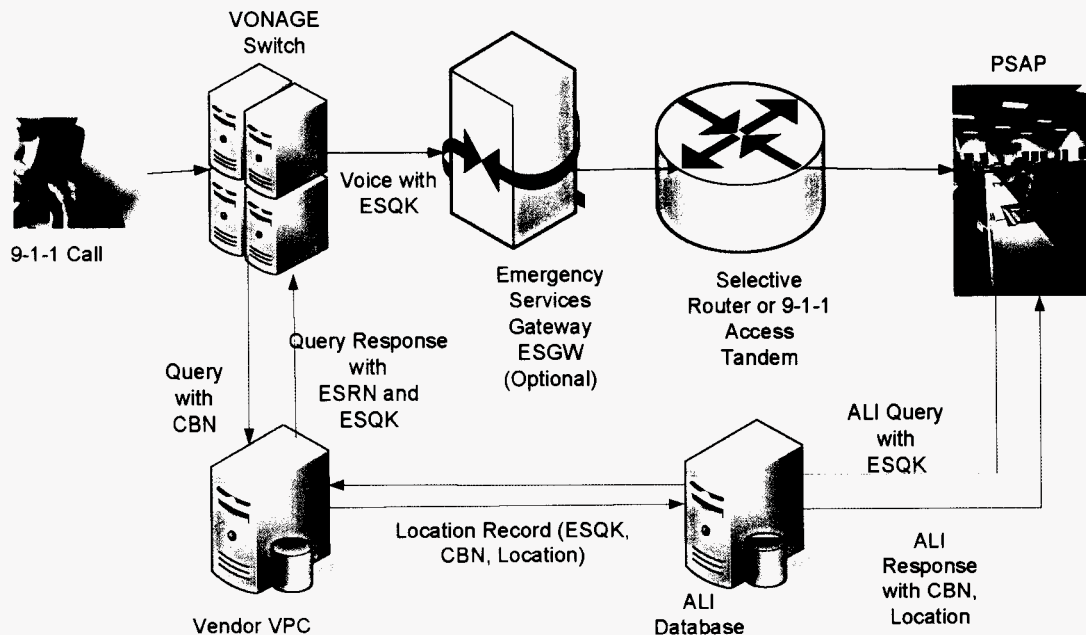 VONAGE
Switch
PSAP
Voice with
ESQK
9-1-1 Call
Emergency
Services
Gateway
ESGW
(Optional)
Selective
Router or 9-1-1
Access
Tandem
Query Response
with
ESRN and
ESQK
Query
with
CBN
ALI Query
with
ESQK
Location Record (ESQK,
CBN, Location)
ALI
Response
with CBN,
Location
Vendor VPC
ALI
Database